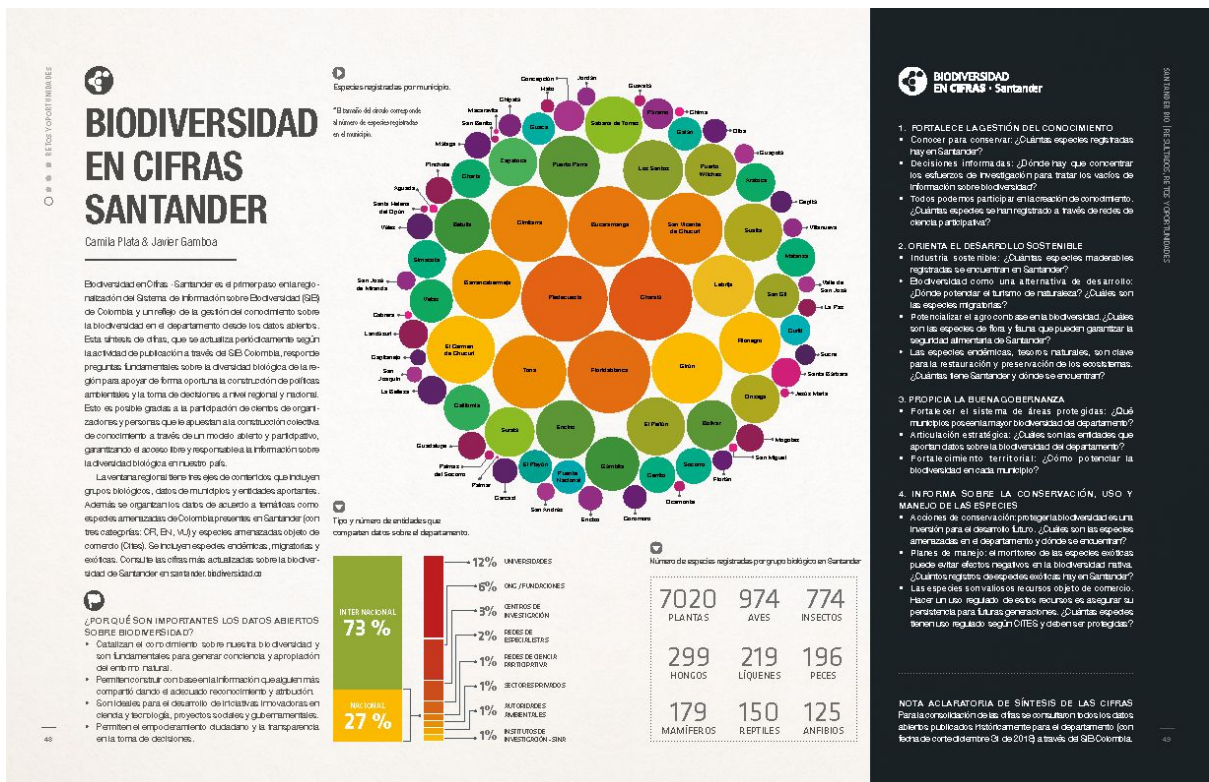 RETOS Y OPORTUNIDADES
BIODIVERSIDAD
EN CIFRAS
SANTANDER
Camila Plata & Javier Gamboa
Biodiversidad en Cifras - Santander es el primer paso en la regio-
nalización del Sistema de Información sobre Biodiversidad (SIB)
de Colombia y un reflejo de la gestión del conocimiento sobre
la biodiversidad en el departamento desde los datos abiertos.
Esta síntesis de cifras, que se actualiza periódicamente según
la actividad de publicación a través del SIB Colombia, responde
preguntas fundamentales sobre la diversidad biológica de la re-
gión para apoyar de forma oportuna la construcción de políticas
ambientales y la toma de decisiones a nivel regional y nacional.
Esto es posible gracias a la participación de cientos de organi-
zaciones y personas que le apuestan a la construcción colectiva
de conocimiento a través de un modelo abierto y participativo,
garantizando el acceso libre y responsable a la información sobre
la diversidad biológica en nuestro país.
La ventana regional tiene tres ejes de contenidos que incluyen
grupos biológicos, datos de municipios y entidades aportantes.
Además se organizan los datos de acuerdo a temáticas como
especies amenazadas de Colombia presentes en Santander (con
tres categorías: CR, EN, VU) y especies amenazadas objeto de
comercio (Cites). Se incluyen especies endémicas, migratorias y
exóticas. Consulte las cifras más actualizadas sobre la biodiver-
sidad de Santander en santander.biodiversidad.co
¿POR QUÉ SON IMPORTANTES LOS DATOS ABIERTOS
SOBRE BIODIVERSIDAD?
• Catalizan el conocimiento sobre nuestra biodiversidad y
son fundamentales para generar conciencia y apropiación
del entorno natural.
• Permiten construir con base en la información que alguien más
compartió dando el adecuado reconocimiento y atribución.
• Son ideales para el desarrollo de iniciativas innovadoras en
ciencia y tecnología, proyectos sociales y gubernamentales.
• Permiten el empoderamiento ciudadano y la transparencia
en la toma de decisiones.
48
Especies registradas por municipio.
*El tamaño del círculo corresponde
al número de especies registradas
en el municipio.
Concepción
Jordán
Hato
Chipatá
Macaravita
San Benito
Málaga
Pinchote
Aguada
Santa Helena
del Opón
Vélez
San José
de Miranda
Cabrera
Landázuri
Capitanejo
San
Joaquín
La Belleza
Guadalupe
Palmas
del Socorro
Palmar
Carcasí
San Andrés
Enciso
Coromoro
Ocamonte
Florián
San Miguel
Mogotes
Jesús María
Santa Bárbara
Sucre
La Paz
Valle de
San José
Villanueva
Capitá
Guapotá
Oiba
Chima
Guavatá
Páramo
Galán
Sabana de Torres
Guaca
Zapatoca
Puerto Parra
Los Santos
Puerto
Wilches
Aratoca
Charta
Betulia
Cimitarra
Bucaramanga
San Vicente
de Chucurí
Suaita
Matanza
Simacota
Vetas
Barrancabermeja
Piedecuesta
Charalá
Lebrija
San Gil
Curití
El Carmen
de Chucurí
Tona
Floridablanca
Girón
Rionegro
California
Suratá
Encino
El Peñón
Bolívar
Onzaga
El Playón
Puente
Nacional
Gámbita
Cerrito
Socorro
Tipo y número de entidades que
comparten datos sobre el departamento.
INTERNACIONAL
73 %
NACIONAL
27 %
12% UNIVERSIDADES
6% ONG / FUNDACIONES
3% CENTROS DE
INVESTIGACIÓN
2% REDES DE
ESPECIALISTAS
1% REDES DE CIENCIA
PARTICIPATIVA
1% SECTORES PRIVADOS
1% AUTORIDADES
AMBIENTALES
1% INSTITUTOS DE
INVESTIGACIÓN - SINA
Número de especies registradas por grupo biológico en Santander
7020 974 774
PLANTAS AVES INSECTOS
299 219 196
HONGOS LÍQUENES PECES
179 150 125
MAMÍFEROS REPTILES ANFIBIOS
BIODIVERSIDAD
EN CIFRAS · Santander
1. FORTALECE LA GESTIÓN DEL CONOCIMIENTO
• Conocer para conservar: ¿Cuántas especies registradas
hay en Santander?
• Decisiones informadas: ¿Dónde hay que concentrar
los esfuerzos de investigación para tratar los vacíos de
información sobre biodiversidad?
• Todos podemos participar en la creación de conocimiento.
¿Cuántas especies se han registrado a través de redes de
ciencia participativa?
2. ORIENTA EL DESARROLLO SOSTENIBLE
• Industria sostenible: ¿Cuántas especies maderables
registradas se encuentran en Santander?
• Biodiversidad como una alternativa de desarrollo:
¿Dónde potenciar el turismo de naturaleza? ¿Cuáles son
las especies migratorias?
• Potencializar el agro con base en la biodiversidad. ¿Cuáles
son las especies de flora y fauna que pueden garantizar la
seguridad alimentaria de Santander?
• Las especies endémicas, tesoros naturales, son clave
para la restauración y preservación de los ecosistemas.
¿Cuántas tiene Santander y dónde se encuentran?
3. PROPICIA LA BUENA GOBERNANZA
• Fortalecer el sistema de áreas protegidas: ¿Qué
municipios poseen la mayor biodiversidad del departamento?
• Articulación estratégica: ¿Cuáles son las entidades que
aportan datos sobre la biodiversidad del departamento?
• Fortalecimiento territorial: ¿Cómo potenciar la
biodiversidad en cada municipio?
4. INFORMA SOBRE LA CONSERVACIÓN, USO Y
MANEJO DE LAS ESPECIES
• Acciones de conservación: proteger la biodiversidad es una
inversión para el desarrollo futuro. ¿Cuáles son las especies
amenazadas en el departamento y dónde se encuentran?
• Planes de manejo: el monitoreo de las especies exóticas
puede evitar efectos negativos en la biodiversidad nativa.
¿Cuántos registros de especies exóticas hay en Santander?
• Las especies son valiosos recursos objeto de comercio.
Hacer un uso regulado de estos recursos es asegurar su
persistencia para futuras generaciones. ¿Cuántas especies
tienen uso regulado según CITES y deben ser protegidas?
NOTA ACLARATORIA DE SÍNTESIS DE LAS CIFRAS
Para la consolidación de las cifras se consultaron todos los datos
abiertos publicados históricamente para el departamento (con
fecha de corte diciembre 31 de 2018) a través del SIB Colombia.
SANTANDER BIO | RESULTADOS, RETOS Y OPORTUNIDADES
49